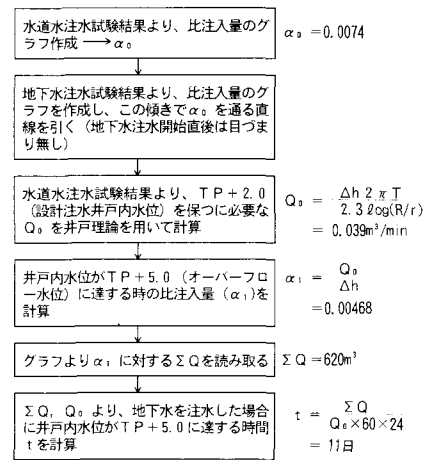 水道水注水試験結果より、比注入量のグ
ラフ作成 ⟶ α₀
α₀ =0.0074
地下水注水試験結果より、比注入量の
グラフを作成し、この傾きでα₀ を通る直
線を引く (地下水注水開始直後は目づま
り無し)
水道水注水試験結果より、TP+2.0
(設計注水井戸内水位) を保つに必要な
Q₀ を井戸理論を用いて計算
Q₀ = Δh 2 π T / 2.3 ℓog(R/r)
= 0.039m³/min
井戸内水位がTP+5.0 (オーバーフロ
ー水位) に達する時の比注入量 (α₁)を
計算
α₁ = Q₀ / Δh
=0.00468
グラフよりα₁ に対するΣQを読み取る
ΣQ =620m³
ΣQ, Q₀ より、地下水を注水した場合
に井戸内水位がTP+5.0に達する時間
t を計算
t = ΣQ / Q₀×60×24
= 11日